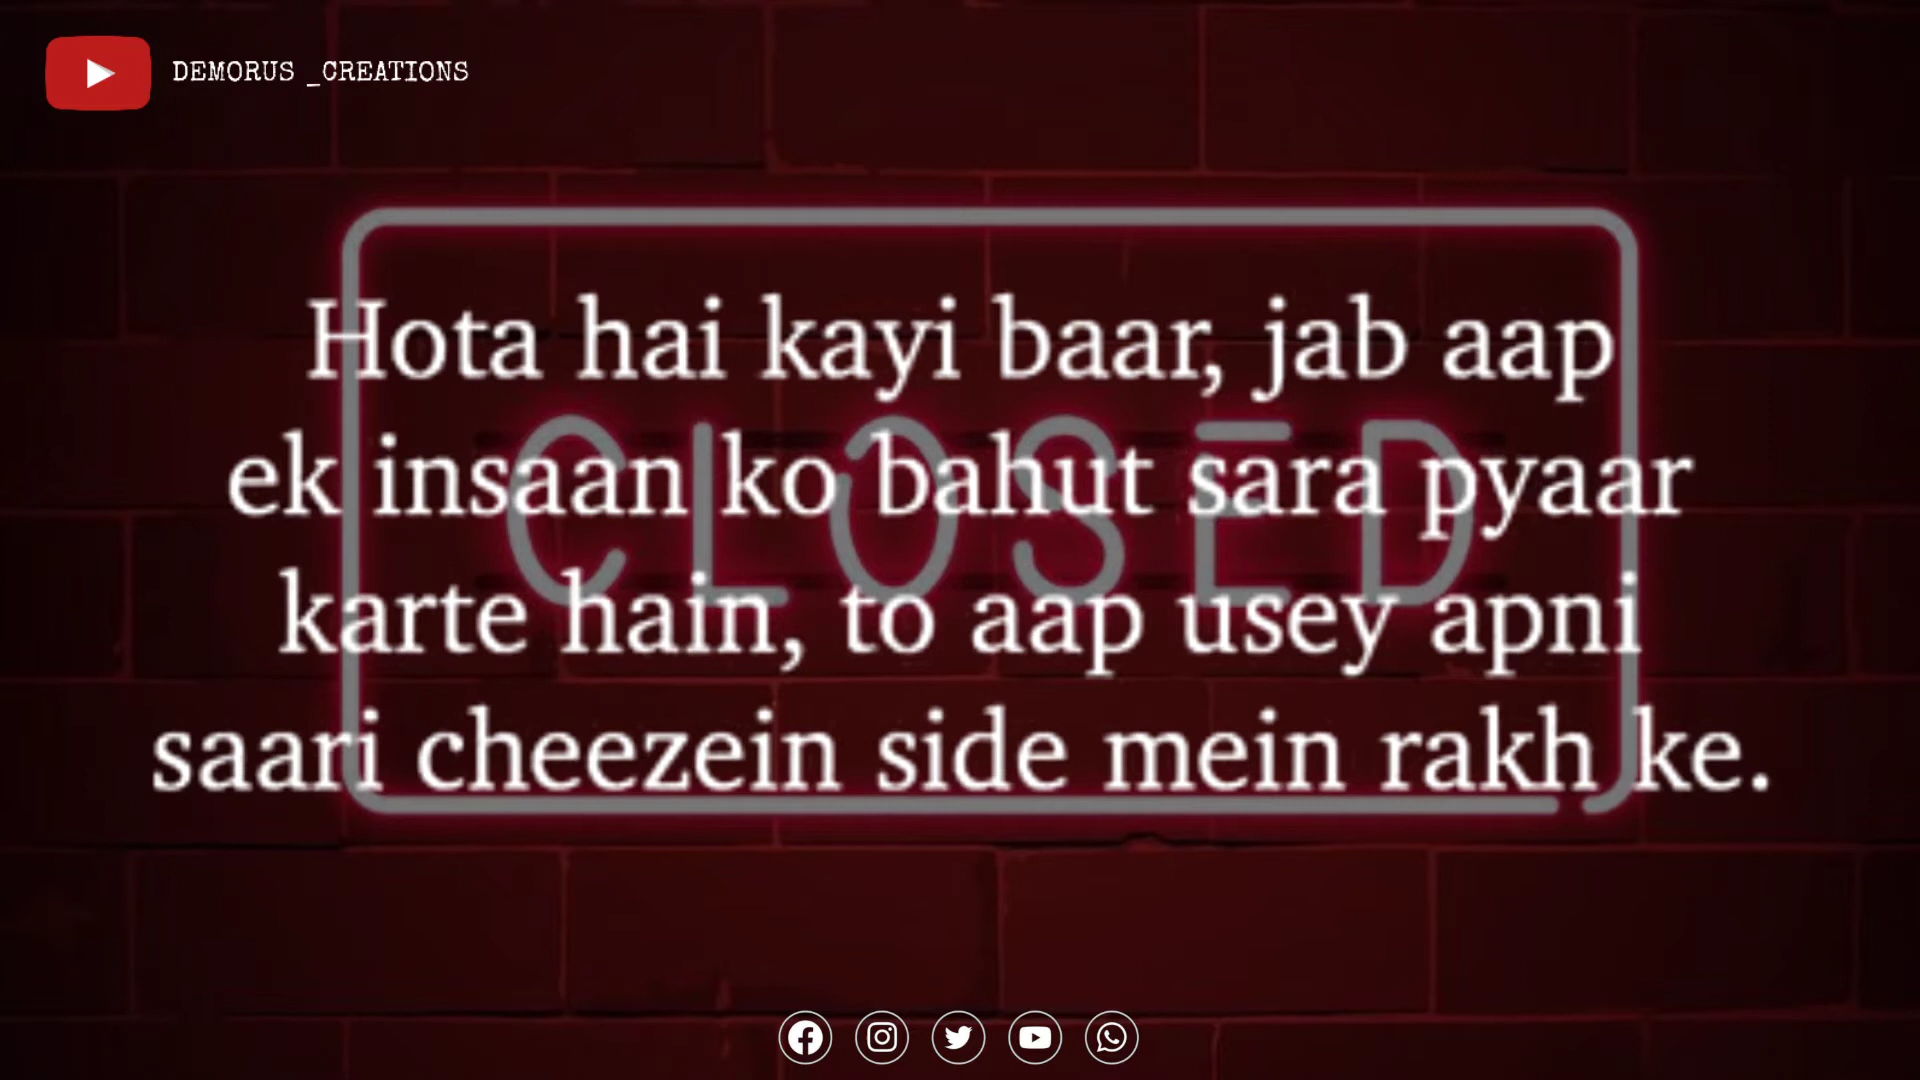 DEMORUS _CREATIONS
Hota hai kayi baar, jab aap
CLOSED
ek insaan ko bahut sara pyaar
karte hain, to aap usey apni
saari cheezein side mein rakh ke.